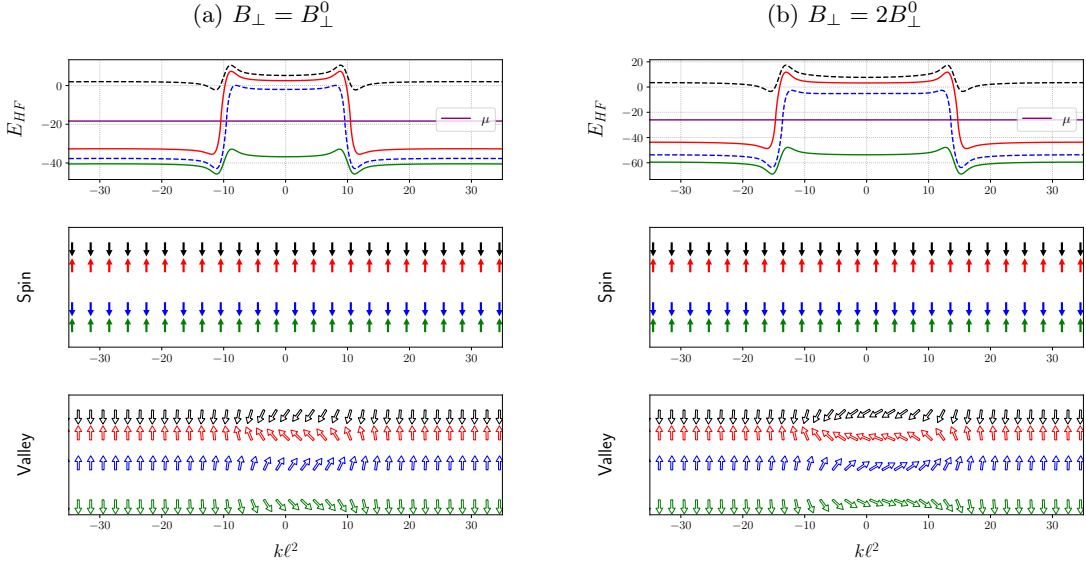 (a) B⊥ = B⊥⁰
(b) B⊥ = 2B⊥⁰
E_HF
0
−20
−40
μ
−30 −20 −10 0 10 20 30
E_HF
20
0
−20
−40
−60
μ
−30 −20 −10 0 10 20 30
Spin
−30 −20 −10 0 10 20 30
Spin
−30 −20 −10 0 10 20 30
Valley
−30 −20 −10 0 10 20 30
kℓ²
Valley
−30 −20 −10 0 10 20 30
kℓ²